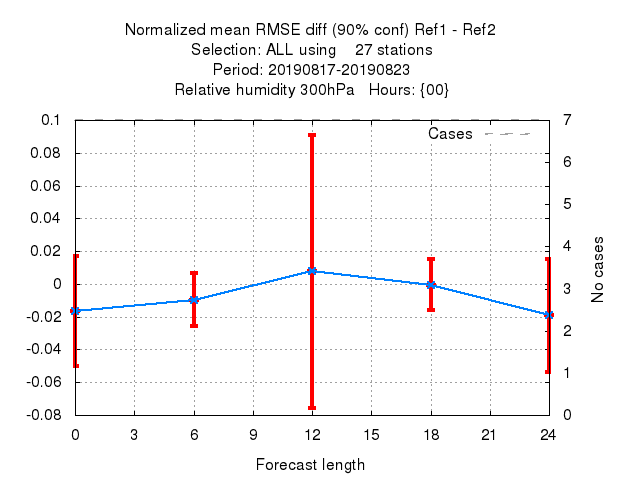 Normalized mean RMSE diff (90% conf) Ref1 - Ref2
Selection: ALL using 27 stations
Period: 20190817-20190823
Relative humidity 300hPa Hours: {00}
Cases
0.1
0.08
0.06
0.04
0.02
0
-0.02
-0.04
-0.06
-0.08
7
6
5
4
3
2
1
0
No cases
0 3 6 9 12 15 18 21 24
Forecast length